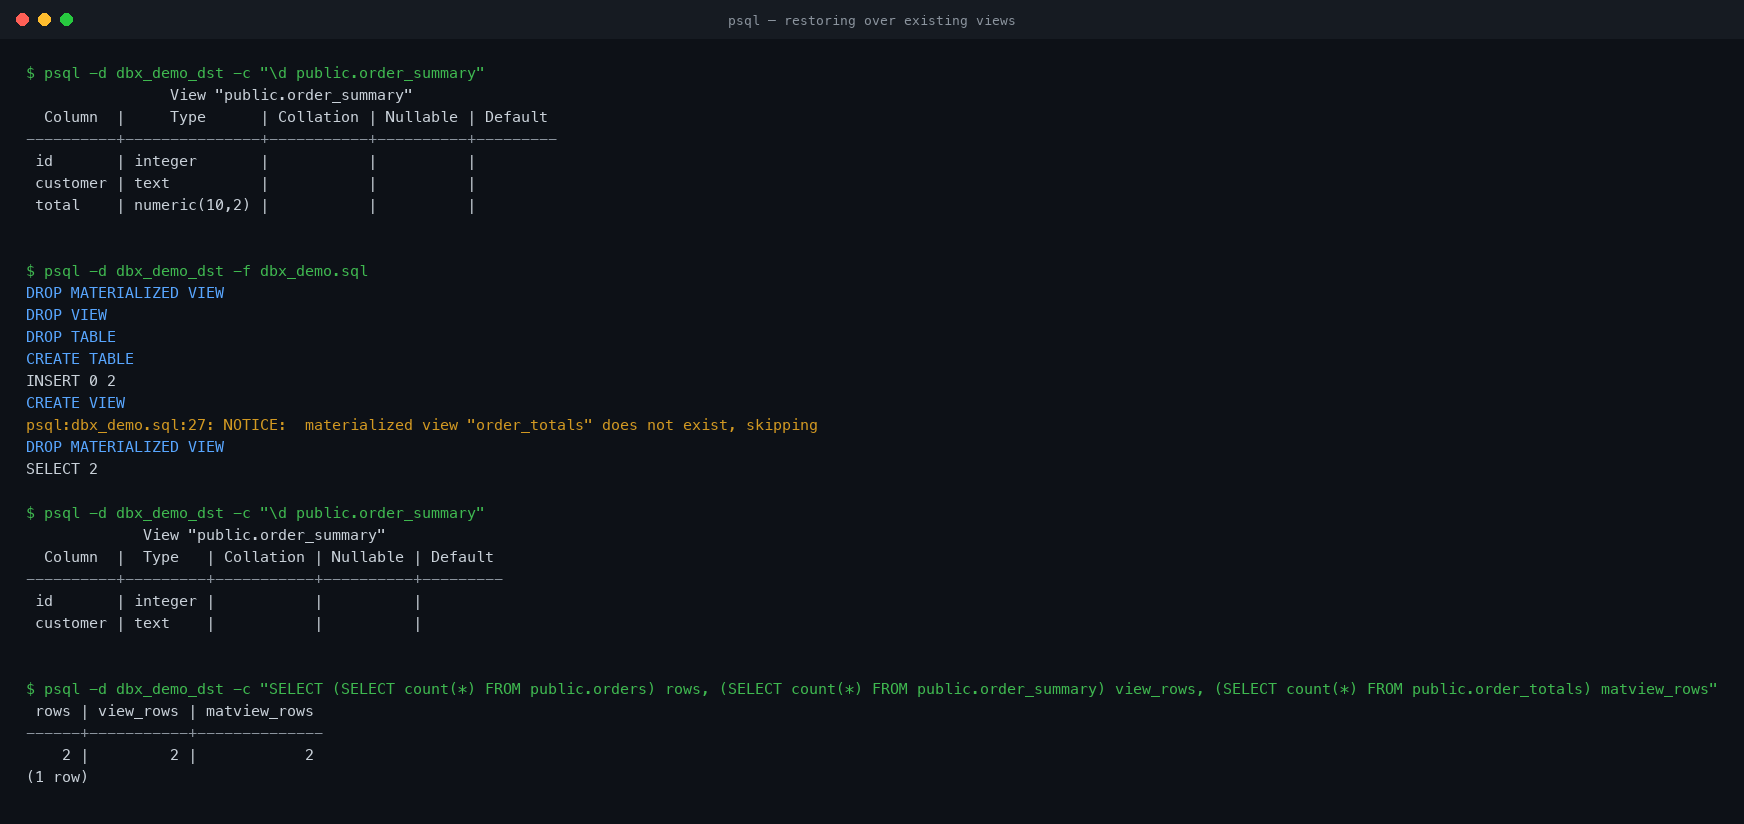 psql — restoring over existing views
$ psql -d dbx_demo_dst -c "\d public.order_summary"
                View "public.order_summary"
  Column  |     Type      | Collation | Nullable | Default
----------+---------------+-----------+----------+---------
 id       | integer       |           |          |
 customer | text          |           |          |
 total    | numeric(10,2) |           |          |
$ psql -d dbx_demo_dst -f dbx_demo.sql
DROP MATERIALIZED VIEW
DROP VIEW
DROP TABLE
CREATE TABLE
INSERT 0 2
CREATE VIEW
psql:dbx_demo.sql:27: NOTICE:  materialized view "order_totals" does not exist, skipping
DROP MATERIALIZED VIEW
SELECT 2
$ psql -d dbx_demo_dst -c "\d public.order_summary"
             View "public.order_summary"
  Column  |  Type   | Collation | Nullable | Default
----------+---------+-----------+----------+---------
 id       | integer |           |          |
 customer | text    |           |          |
$ psql -d dbx_demo_dst -c "SELECT (SELECT count(*) FROM public.orders) rows, (SELECT count(*) FROM public.order_summary) view_rows, (SELECT count(*) FROM public.order_totals) matview_rows"
 rows | view_rows | matview_rows
------+-----------+--------------
    2 |         2 |            2
(1 row)